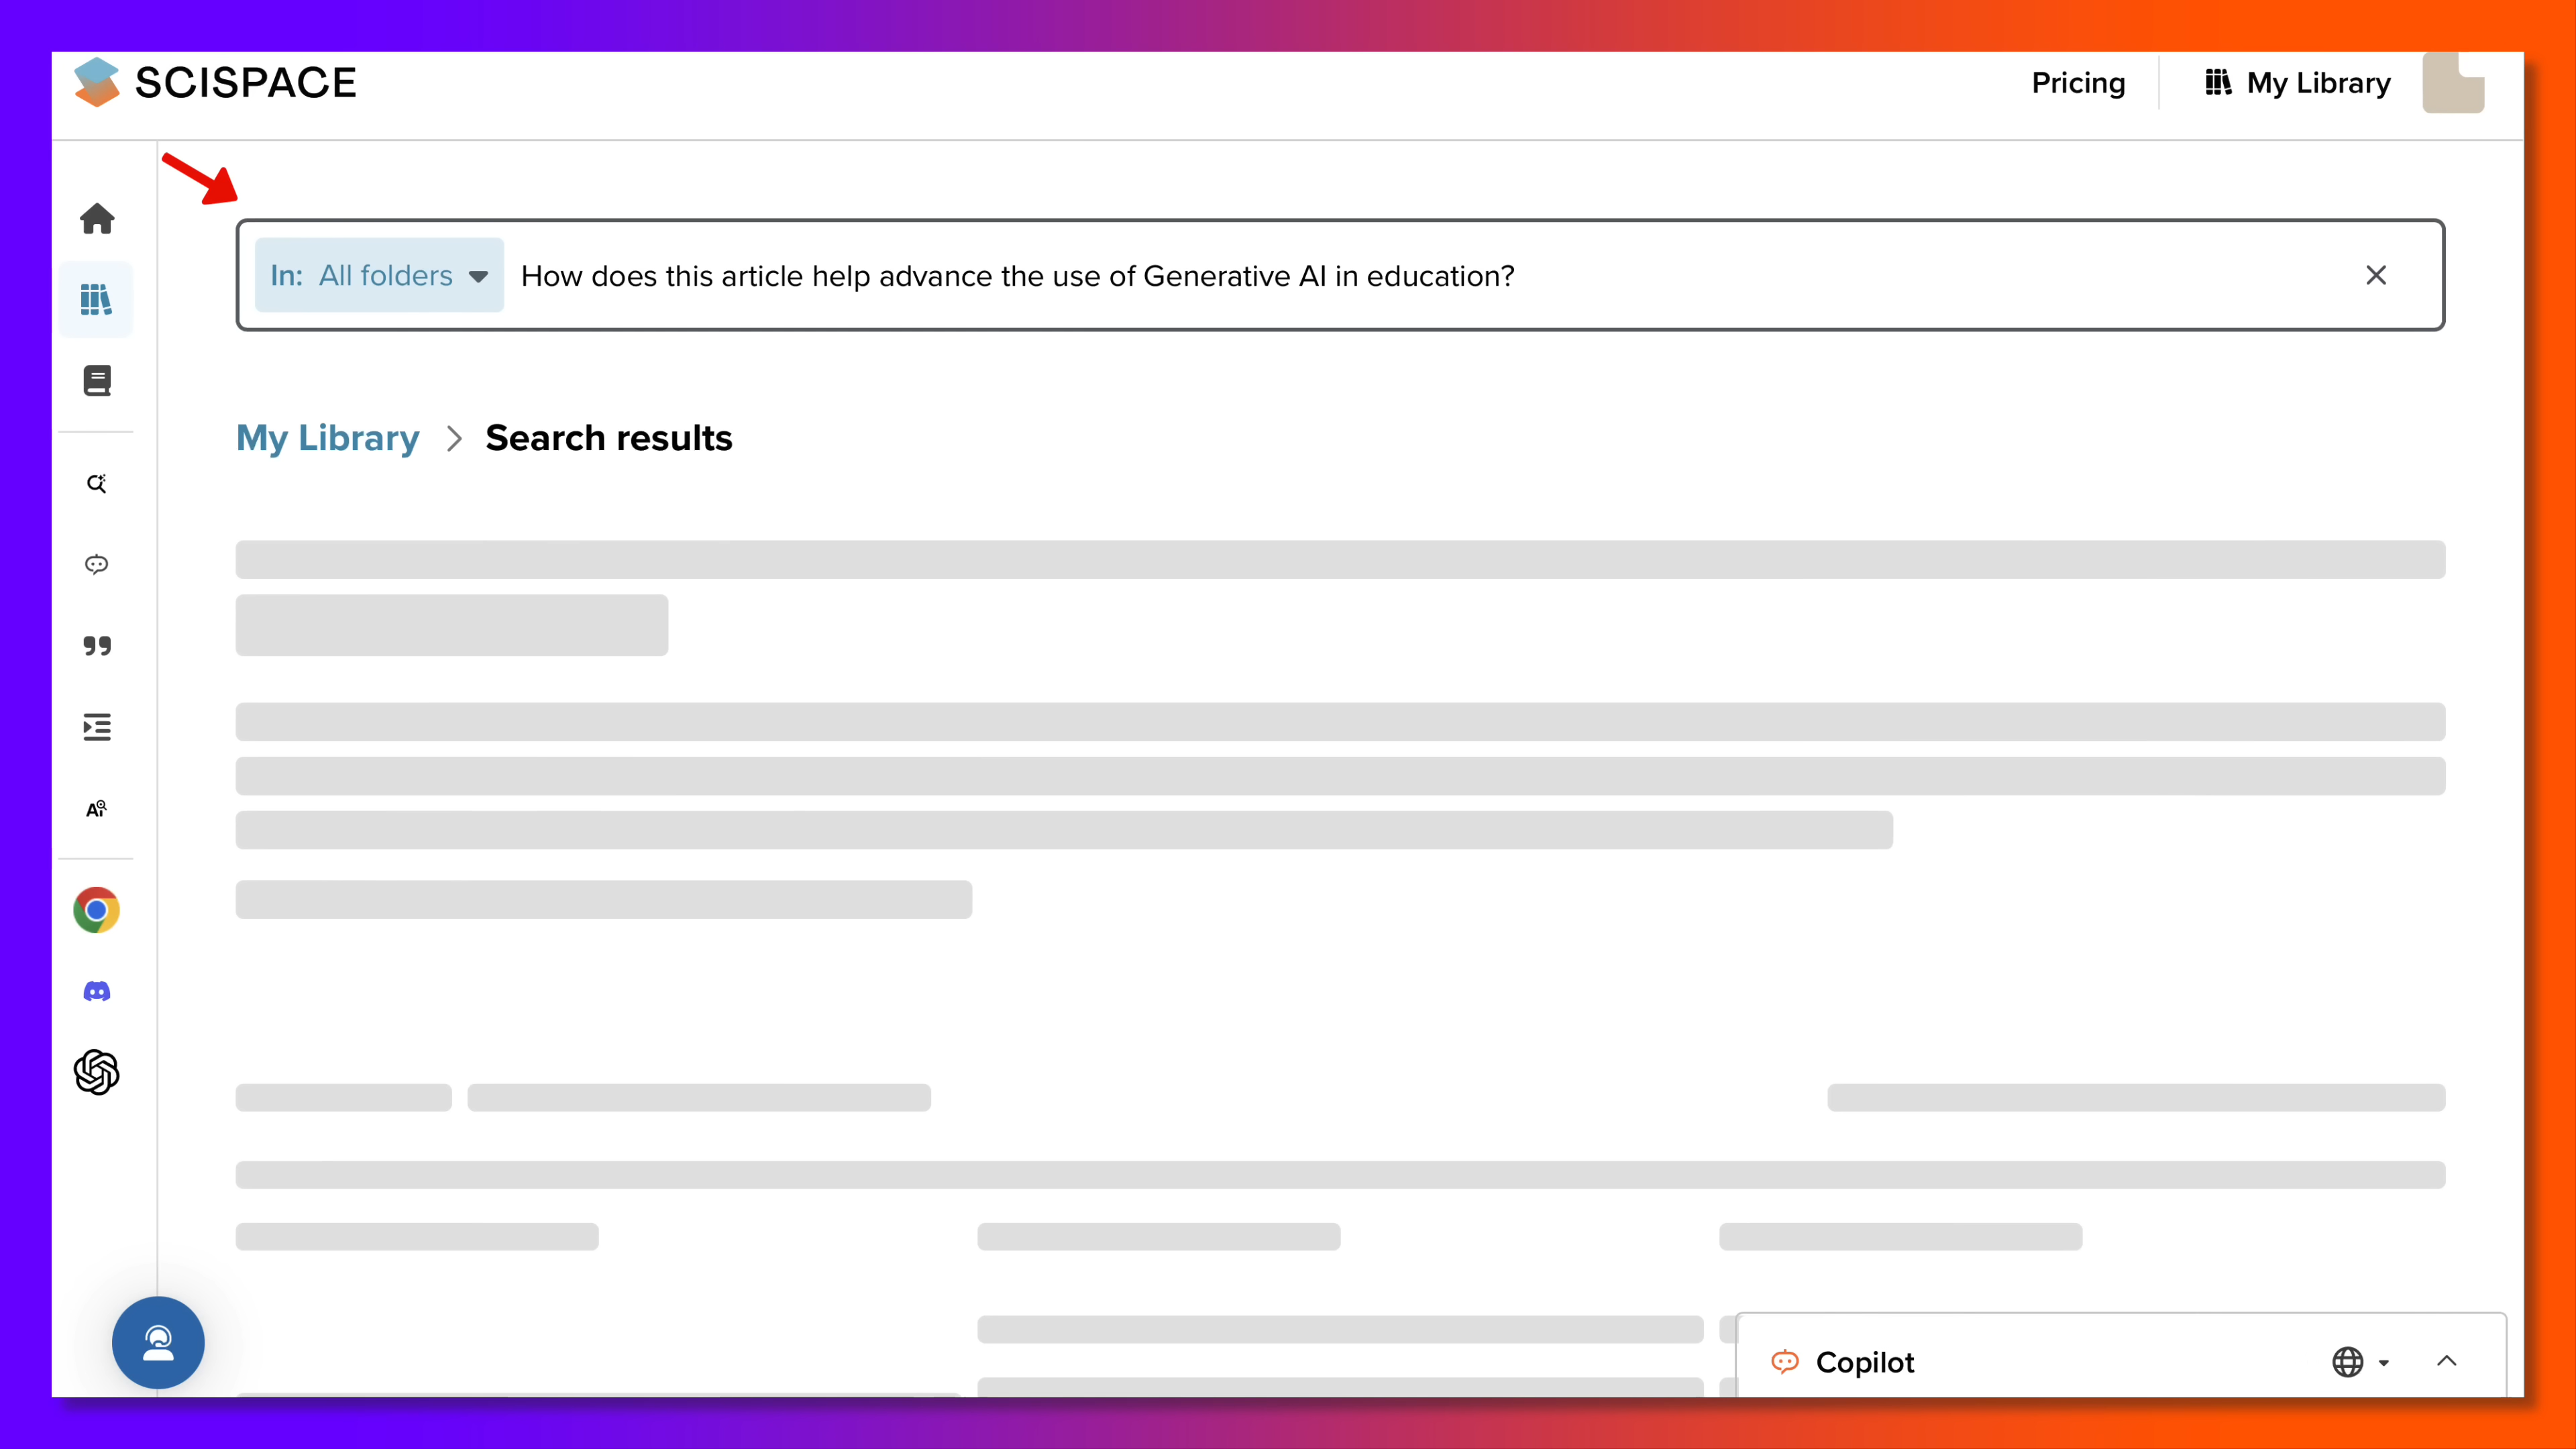 SCISPACE
Pricing
My Library
In: All folders
How does this article help advance the use of Generative AI in education?
My Library > Search results
Ai
Copilot